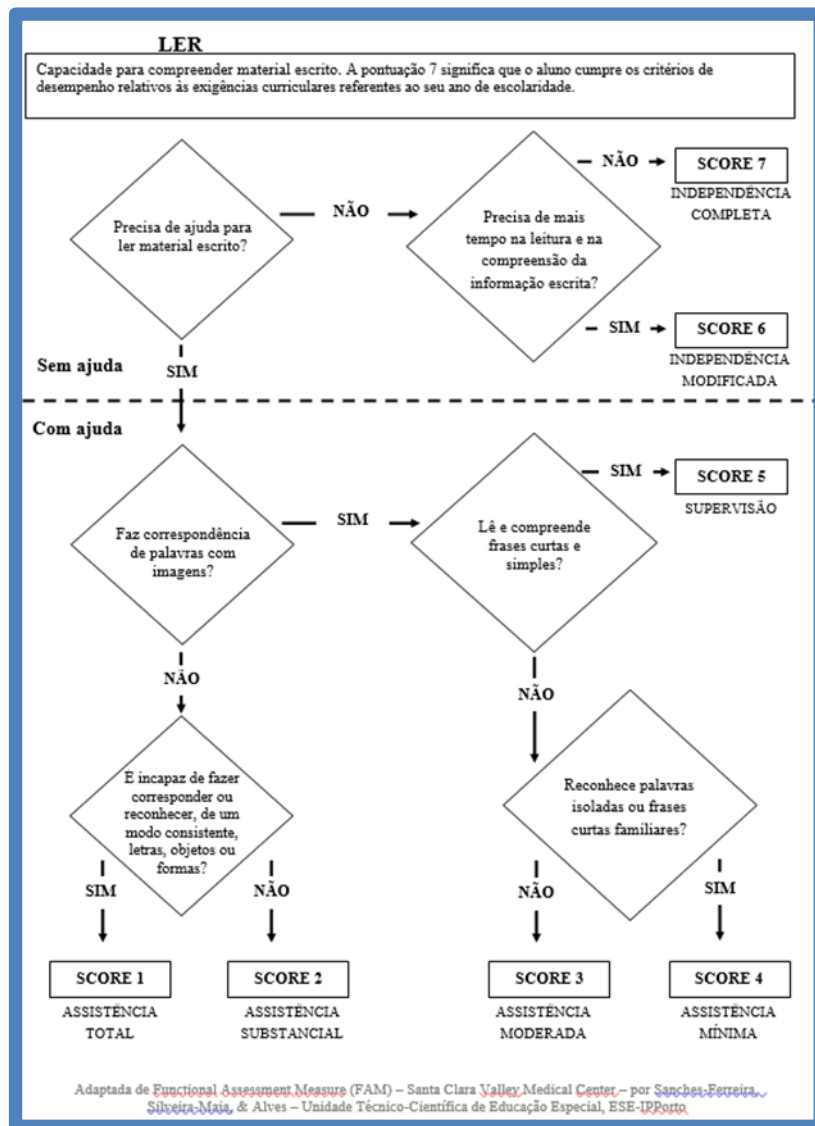 LER
Capacidade para compreender material escrito. A pontuação 7 significa que o aluno cumpre os critérios de
desempenho relativos às exigências curriculares referentes ao seu ano de escolaridade.
Precisa de ajuda para
ler material escrito?
NÃO
Precisa de mais
tempo na leitura e na
compreensão da
informação escrita?
NÃO
SCORE 7
INDEPENDÊNCIA
COMPLETA
SIM
SCORE 6
INDEPENDÊNCIA
MODIFICADA
Sem ajuda
SIM
Com ajuda
Faz correspondência
de palavras com
imagens?
SIM
Lê e compreende
frases curtas e
simples?
SIM
SCORE 5
SUPERVISÃO
NÃO
NÃO
É incapaz de fazer
corresponder ou
reconhecer, de um
modo consistente,
letras, objetos ou
formas?
Reconhece palavras
isoladas ou frases
curtas familiares?
SIM
NÃO
NÃO
SIM
SCORE 1
ASSISTÊNCIA
TOTAL
SCORE 2
ASSISTÊNCIA
SUBSTANCIAL
SCORE 3
ASSISTÊNCIA
MODERADA
SCORE 4
ASSISTÊNCIA
MÍNIMA
Adaptada de Functional Assessment Measure (FAM) – Santa Clara Valley Medical Center – por Sanches-Ferreira,
Silveira-Maia, & Alves – Unidade Técnico-Científica de Educação Especial, ESE-IPPorto